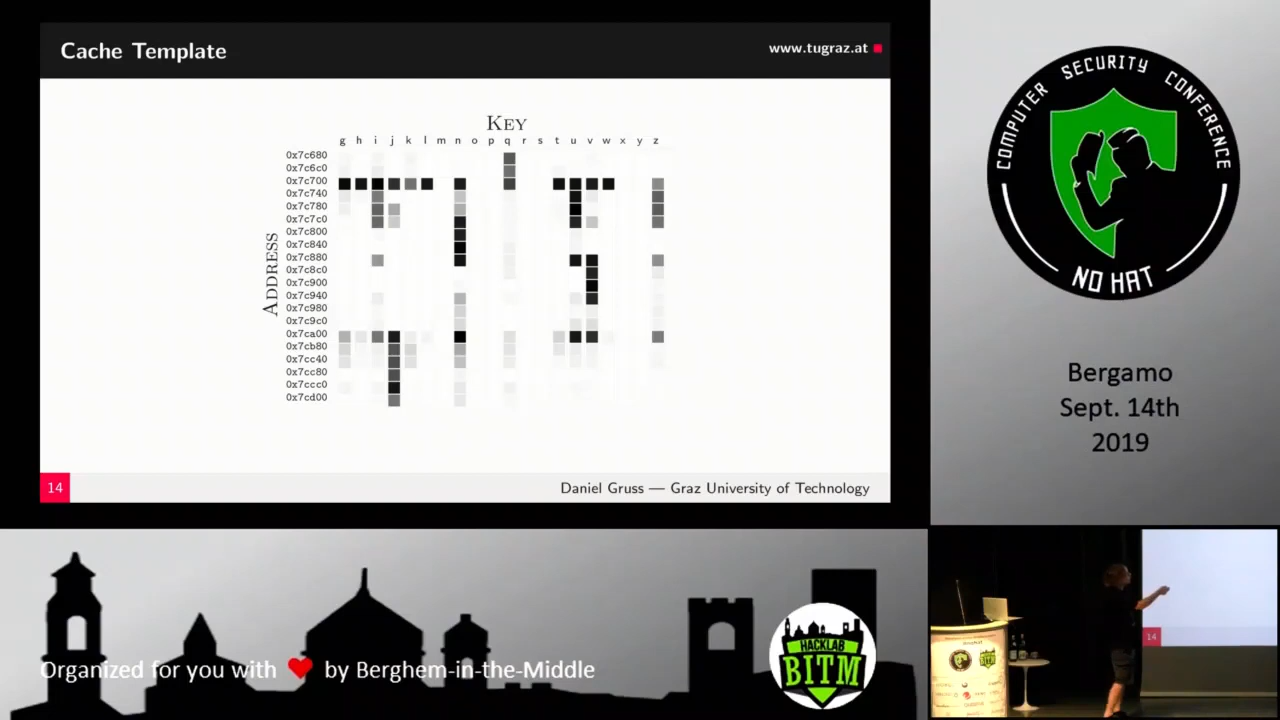 Cache Template
www.tugraz.at
KEY
g h i j k l m n o p q r s t u v w x y z
ADDRESS
0x7c680
0x7c6c0
0x7c700
0x7c740
0x7c780
0x7c7c0
0x7c800
0x7c840
0x7c880
0x7c8c0
0x7c900
0x7c940
0x7c980
0x7c9c0
0x7ca00
0x7cb80
0x7cc40
0x7cc80
0x7ccc0
0x7cd00
14
Daniel Gruss — Graz University of Technology
COMPUTER SECURITY CONFERENCE
NO HAT
Bergamo
Sept. 14th
2019
Organized for you with ❤ by Berghem-in-the-Middle
HACKLAB
BITM
14